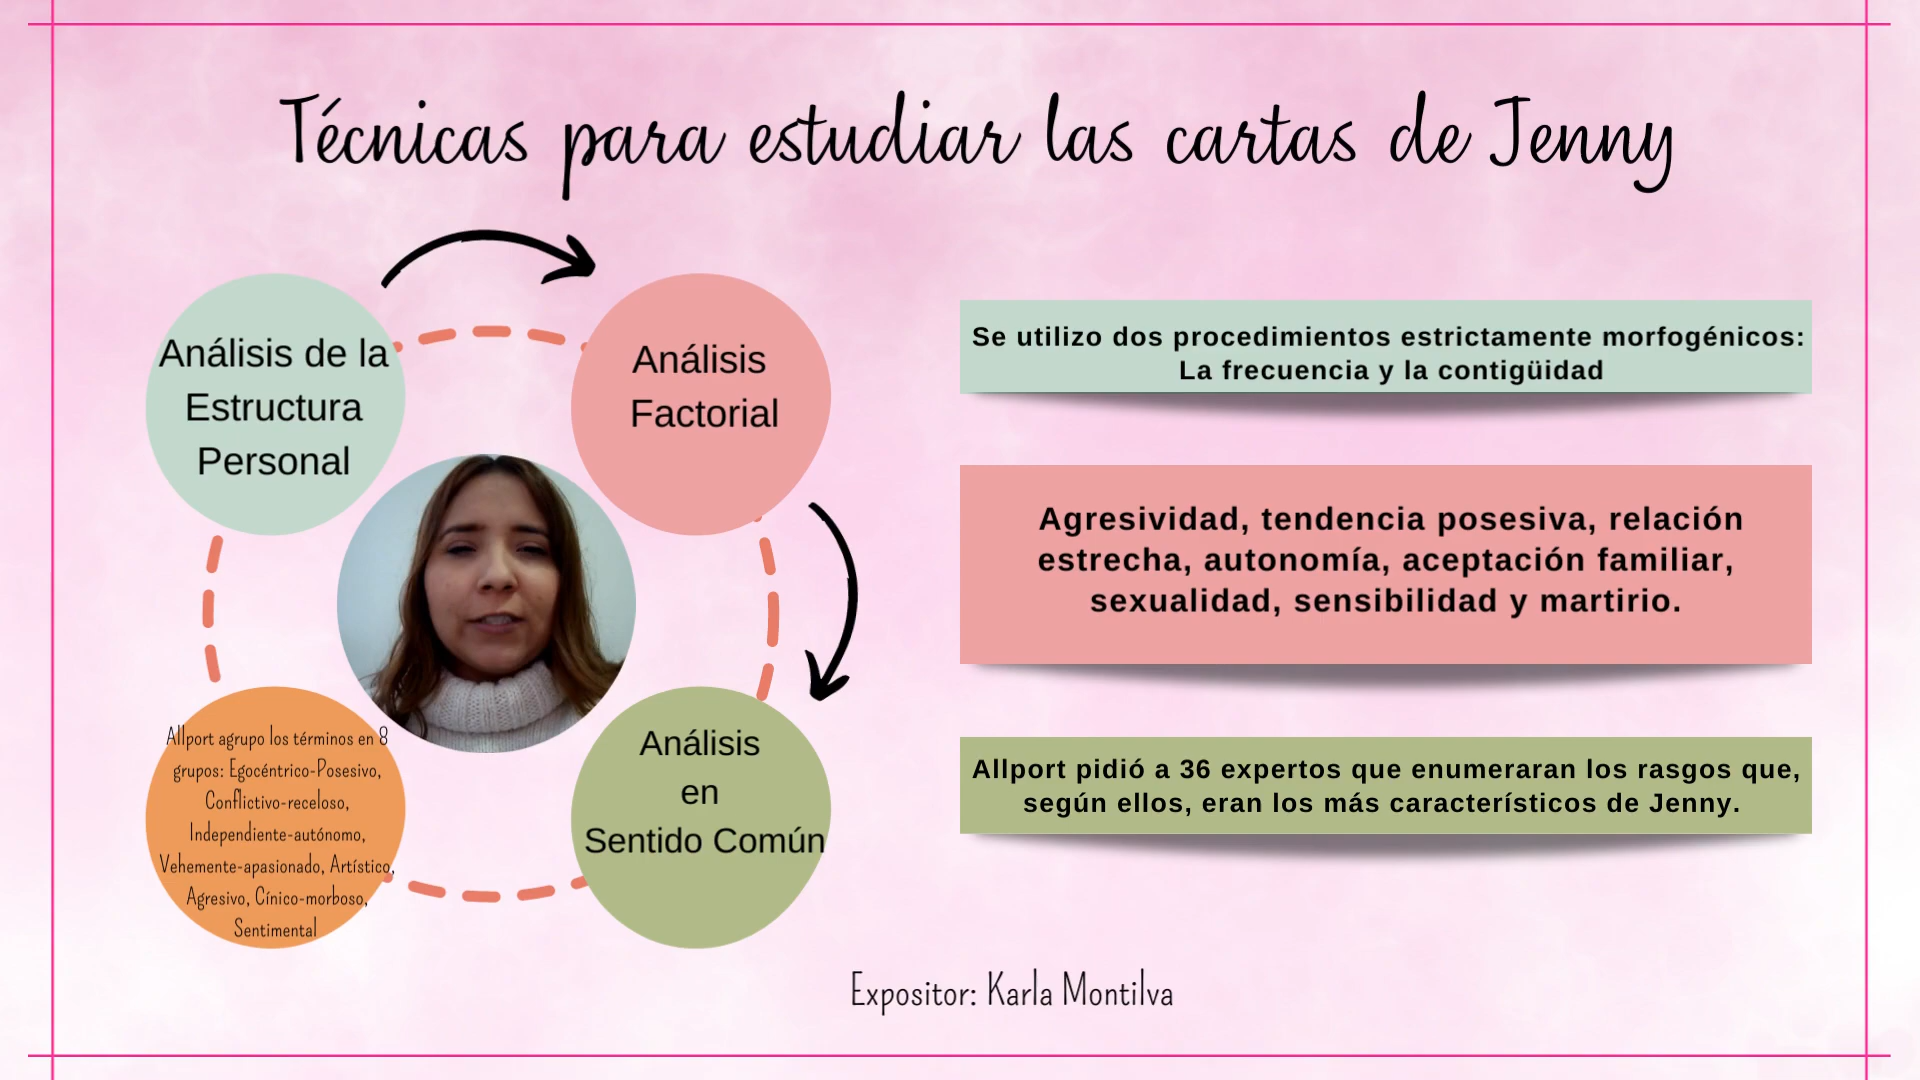 Técnicas para estudiar las cartas de Jenny
Análisis de la
Estructura
Personal
Análisis
Factorial
Se utilizo dos procedimientos estrictamente morfogénicos:
La frecuencia y la contigüidad
Agresividad, tendencia posesiva, relación
estrecha, autonomía, aceptación familiar,
sexualidad, sensibilidad y martirio.
Allport agrupo los términos en 8
grupos: Egocéntrico-Posesivo,
Conflictivo-receloso,
Independiente-autónomo,
Vehemente-apasionado, Artístico,
Agresivo, Cínico-morboso,
Sentimental
Análisis
en
Sentido Común
Allport pidió a 36 expertos que enumeraran los rasgos que,
según ellos, eran los más característicos de Jenny.
Expositor: Karla Montilva